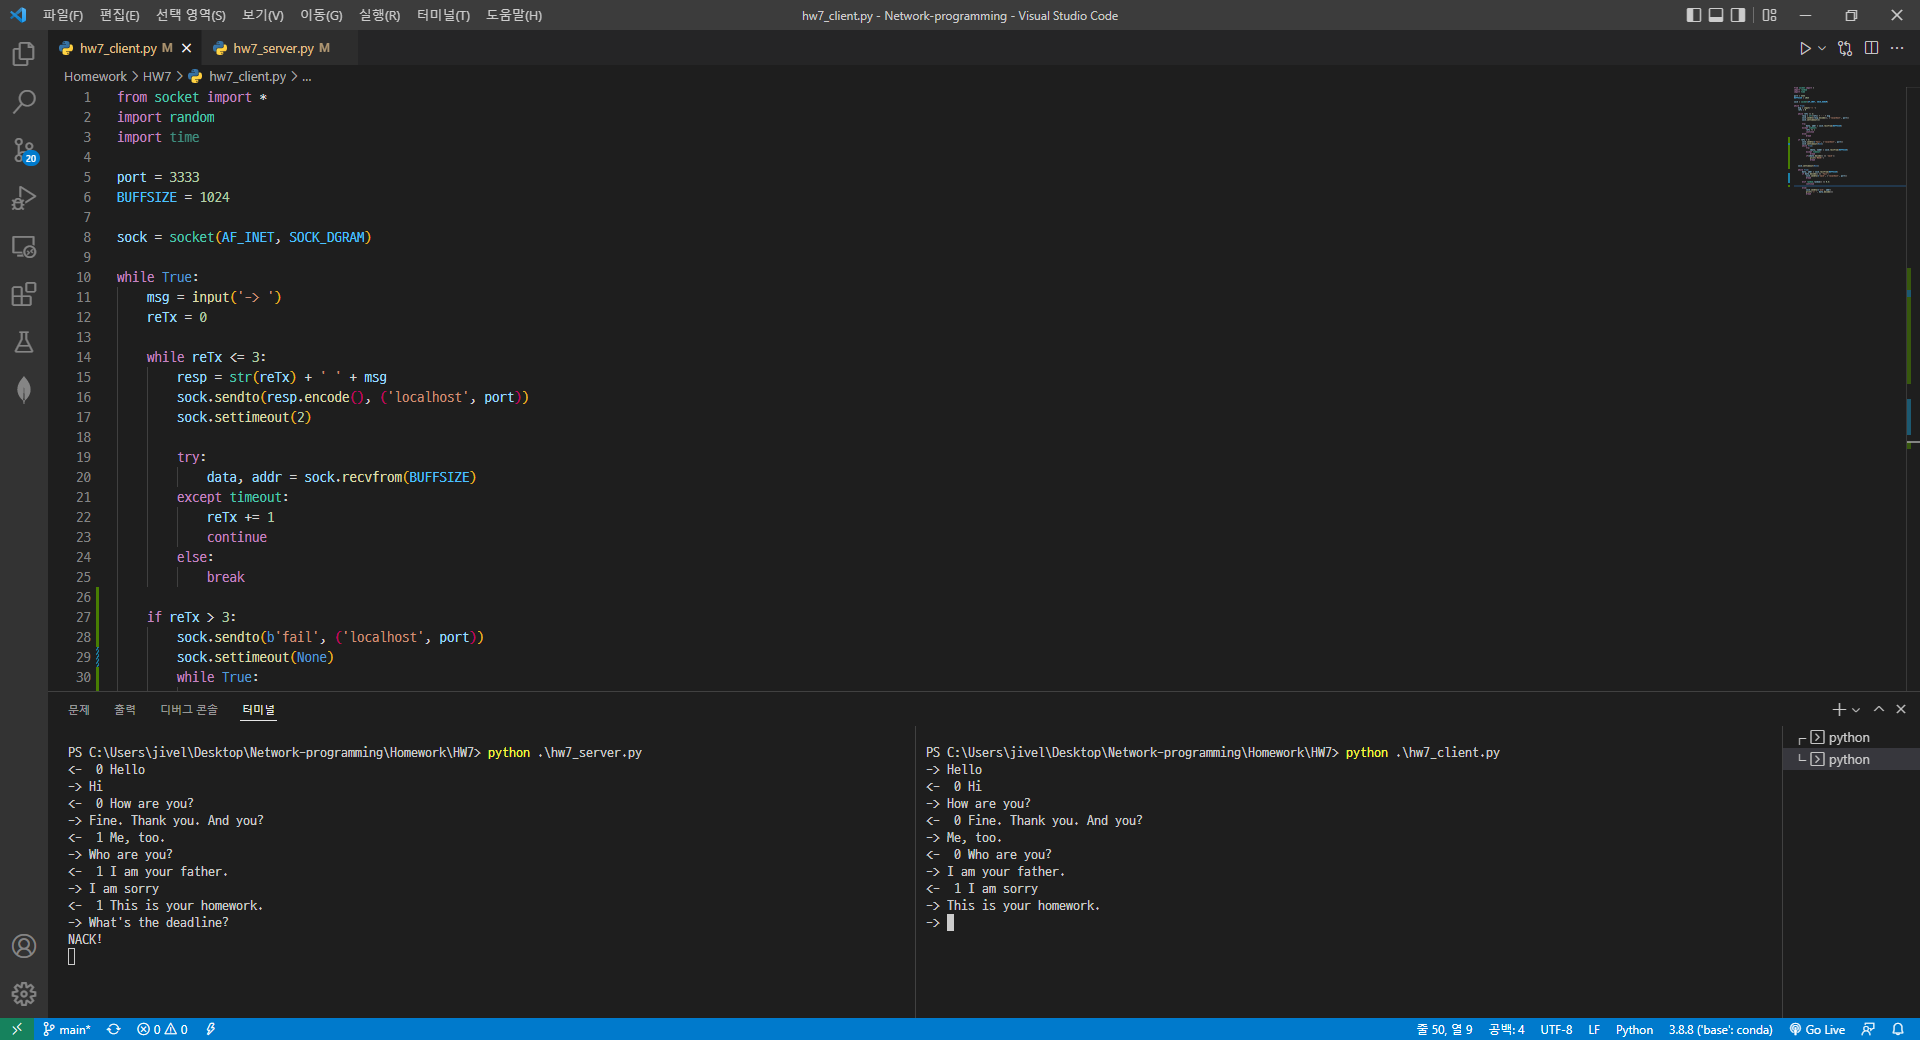 파일(F) 편집(E) 선택 영역(S) 보기(V) 이동(G) 실행(R) 터미널(T) 도움말(H) hw7_client.py - Network-programming - Visual Studio Code
hw7_client.py M hw7_server.py M
Homework > HW7 > hw7_client.py > ...
1 from socket import *
2 import random
3 import time
4
5 port = 3333
6 BUFFSIZE = 1024
7
8 sock = socket(AF_INET, SOCK_DGRAM)
9
10 while True:
11 msg = input('-> ')
12 reTx = 0
13
14 while reTx <= 3:
15 resp = str(reTx) + ' ' + msg
16 sock.sendto(resp.encode(), ('localhost', port))
17 sock.settimeout(2)
18
19 try:
20 data, addr = sock.recvfrom(BUFFSIZE)
21 except timeout:
22 reTx += 1
23 continue
24 else:
25 break
26
27 if reTx > 3:
28 sock.sendto(b'fail', ('localhost', port))
29 sock.settimeout(None)
30 while True:
20
문제 출력 디버그 콘솔 터미널
PS C:\Users\jivel\Desktop\Network-programming\Homework\HW7> python .\hw7_server.py
<- 0 Hello
-> Hi
<- 0 How are you?
-> Fine. Thank you. And you?
<- 1 Me, too.
-> Who are you?
<- 1 I am your father.
-> I am sorry
<- 1 This is your homework.
-> What's the deadline?
NACK!
PS C:\Users\jivel\Desktop\Network-programming\Homework\HW7> python .\hw7_client.py
-> Hello
<- 0 Hi
-> How are you?
<- 0 Fine. Thank you. And you?
-> Me, too.
<- 0 Who are you?
-> I am your father.
<- 1 I am sorry
-> This is your homework.
->
python
python
main* 0 0 줄 50, 열 9 공백: 4 UTF-8 LF Python 3.8.8 ('base': conda) Go Live